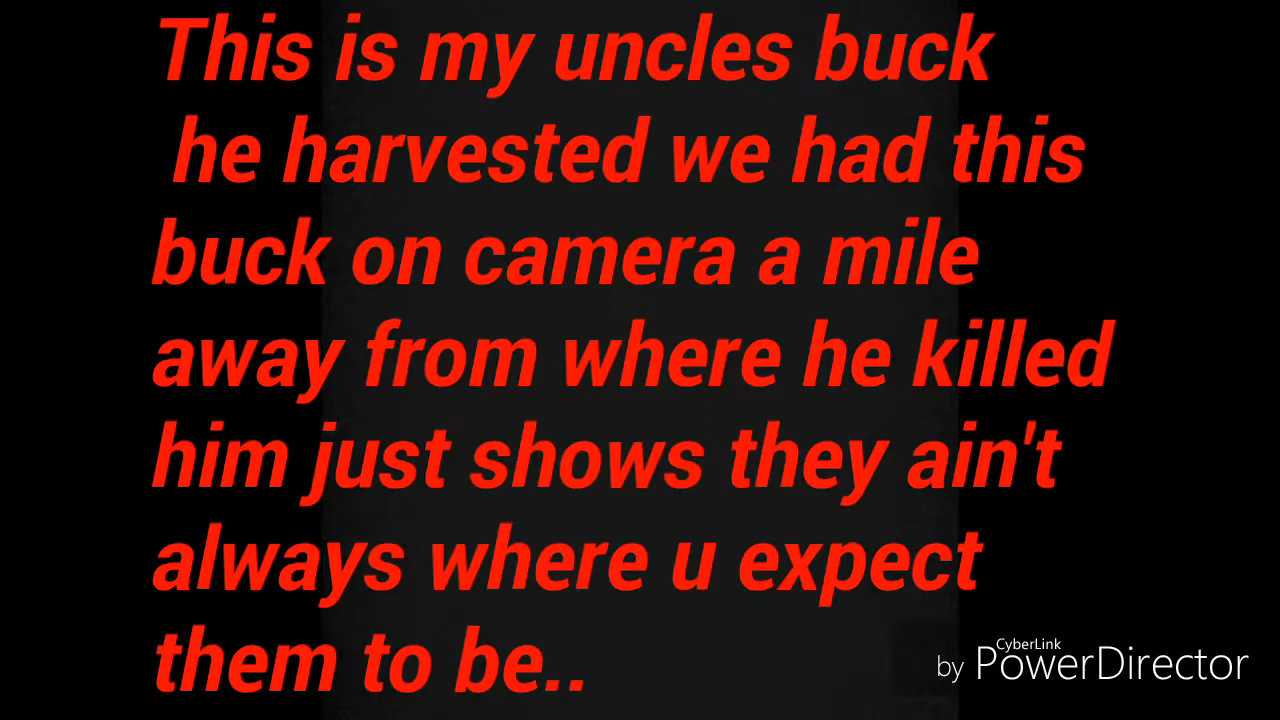 This is my uncles buck
he harvested we had this
buck on camera a mile
away from where he killed
him just shows they ain't
always where u expect
them to be..
CyberLink
by PowerDirector